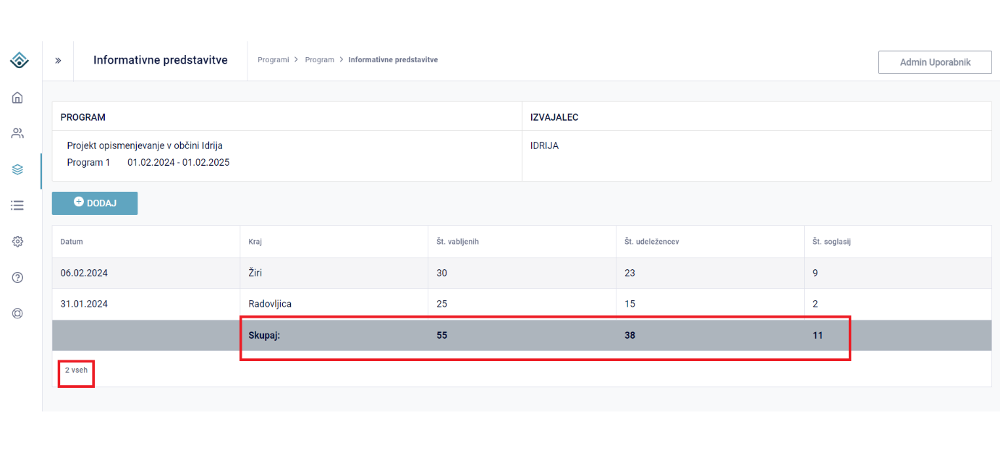 Informativne predstavitve
Programi > Program > Informativne predstavitve
Admin Uporabnik
PROGRAM
IZVAJALEC
Projekt opismenjevanje v občini Idrija
IDRIJA
Program 1 01.02.2024 - 01.02.2025
DODAJ
Datum Kraj Št. vabljenih Št. udeležencev Št. soglasij
06.02.2024 Žiri 30 23 9
31.01.2024 Radovljica 25 15 2
Skupaj: 55 38 11
2 vseh